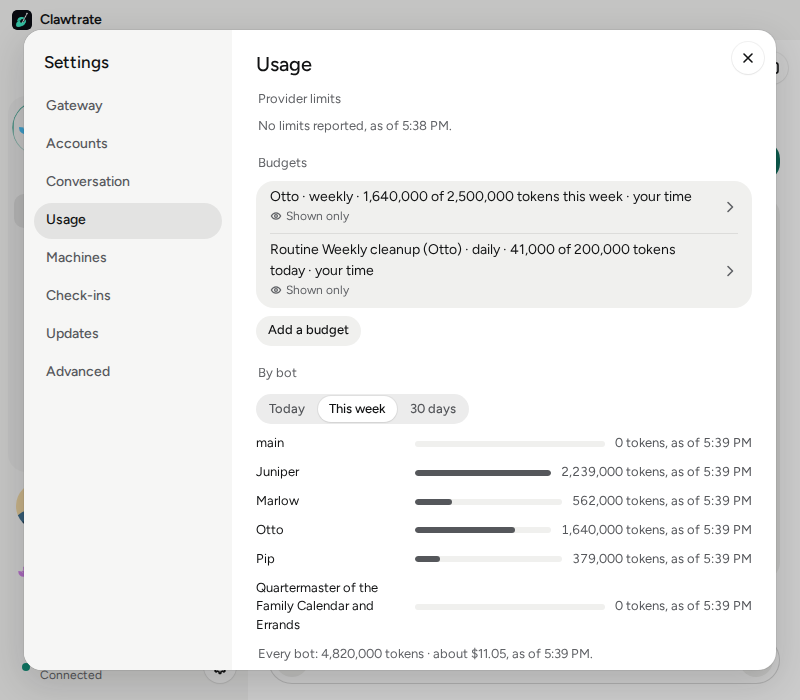 Clawtrate
Settings
Gateway
Accounts
Conversation
Usage
Machines
Check-ins
Updates
Advanced
Connected
Usage
Provider limits
No limits reported, as of 5:38 PM.
Budgets
Otto · weekly · 1,640,000 of 2,500,000 tokens this week · your time
Shown only
Routine Weekly cleanup (Otto) · daily · 41,000 of 200,000 tokens
today · your time
Shown only
Add a budget
By bot
Today This week 30 days
main 0 tokens, as of 5:39 PM
Juniper 2,239,000 tokens, as of 5:39 PM
Marlow 562,000 tokens, as of 5:39 PM
Otto 1,640,000 tokens, as of 5:39 PM
Pip 379,000 tokens, as of 5:39 PM
Quartermaster of the
Family Calendar and
Errands
0 tokens, as of 5:39 PM
Every bot: 4,820,000 tokens · about $11.05, as of 5:39 PM.